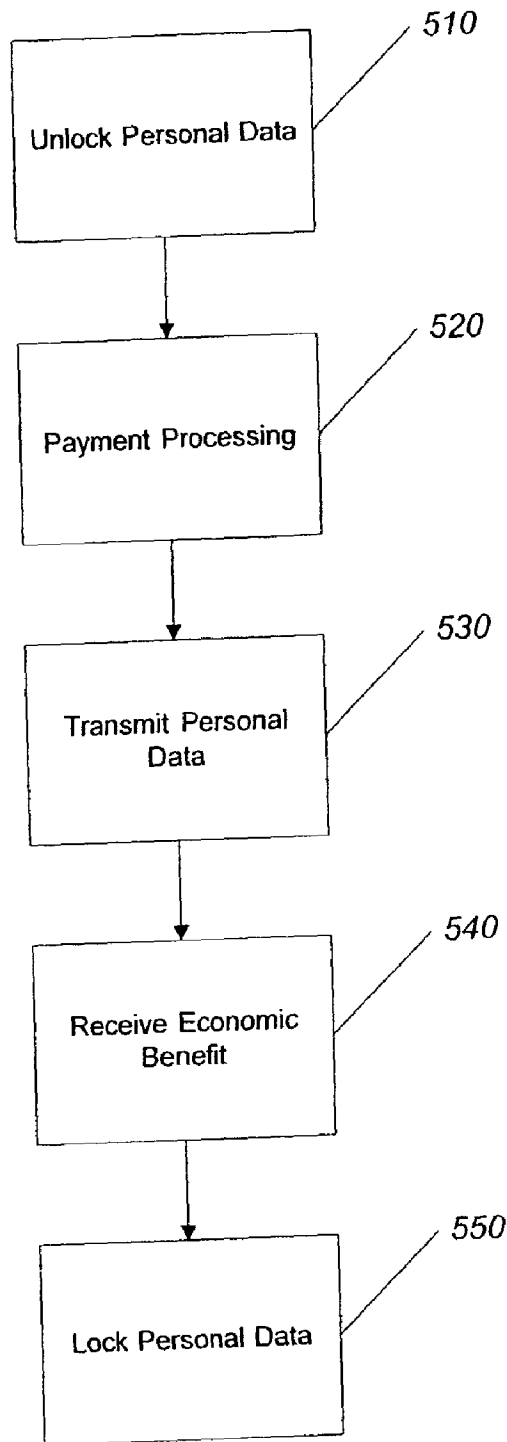 510
Unlock Personal Data
520
Payment Processing
530
Transmit Personal
Data
540
Receive Economic
Benefit
550
Lock Personal Data